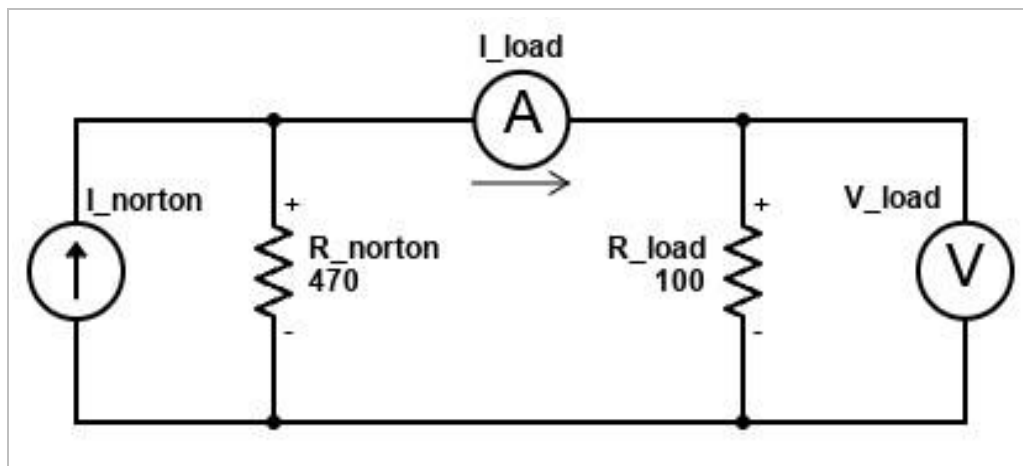 I_load
A
I_norton
+
R_norton
470
-
+
R_load
100
-
V_load
V